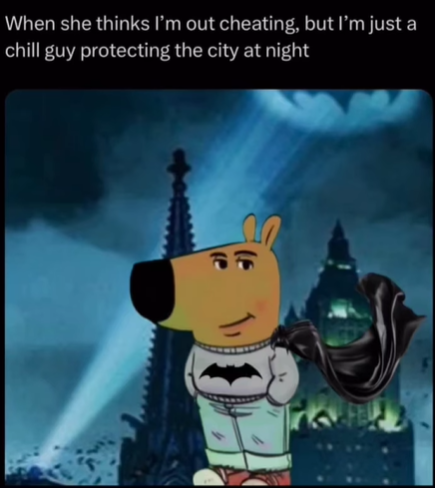 When she thinks I’m out cheating, but I’m just a
chill guy protecting the city at night